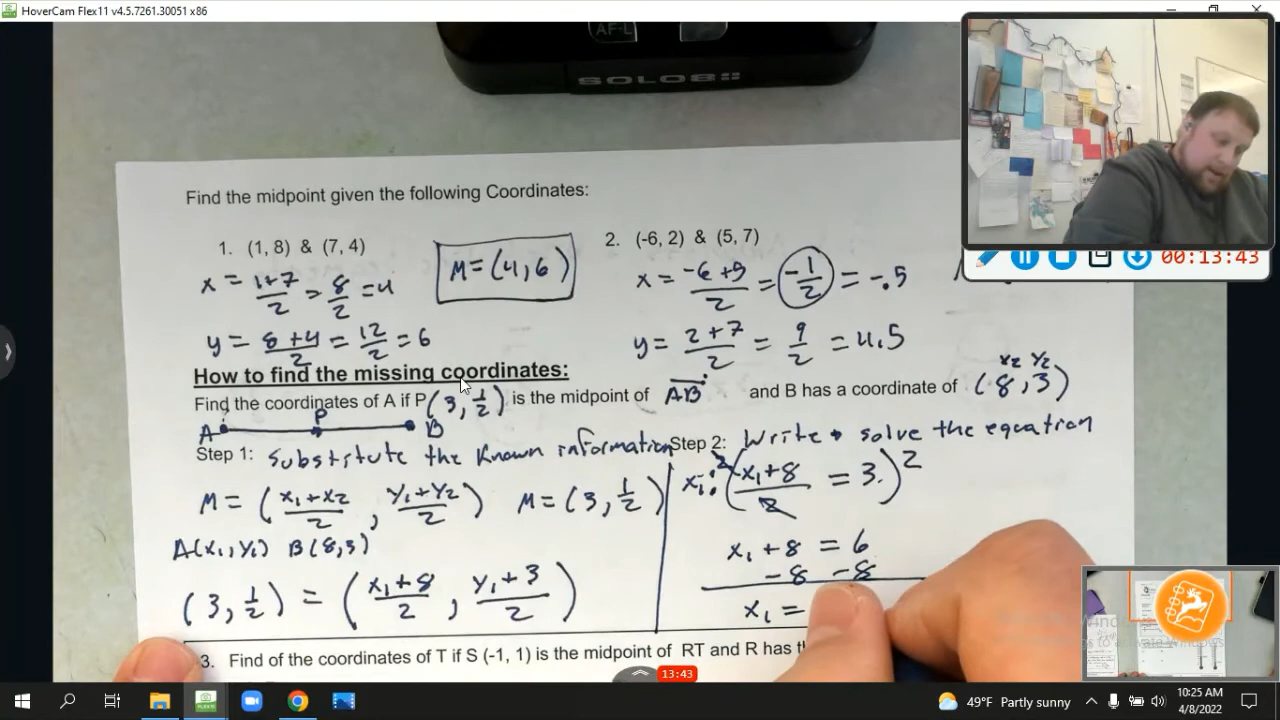 HoverCam Flex11 v4.5.7261.30051 x86
AF-L
SOLO8
00:13:43
Find the midpoint given the following Coordinates:
1. (1, 8) & (7, 4)
M = (4, 6)
x = 1+7/2 = 8/2 = 4
y = 8+4/2 = 12/2 = 6
2. (-6, 2) & (5, 7)
x = -6+5/2 = -1/2 = -.5
y = 2+7/2 = 9/2 = 4.5
How to find the missing coordinates:
x2 y2
Find the coordinates of A if P(3, 1/2) is the midpoint of AB and B has a coordinate of (8, 3)
A P B
Step 1: Substitute the Known information
M = (x1+x2/2, y1+y2/2) M = (3, 1/2)
A(x1, y1) B(8,3)
(3, 1/2) = (x1+8/2, y1+3/2)
Step 2: Write + solve the equation
x1: 2(x1+8/2 = 3.)2
x1 + 8 = 6
-8 -8
x1 =
3. Find of the coordinates of T if S (-1, 1) is the midpoint of RT and R has
13:43
49°F Partly sunny
10:25 AM
4/8/2022